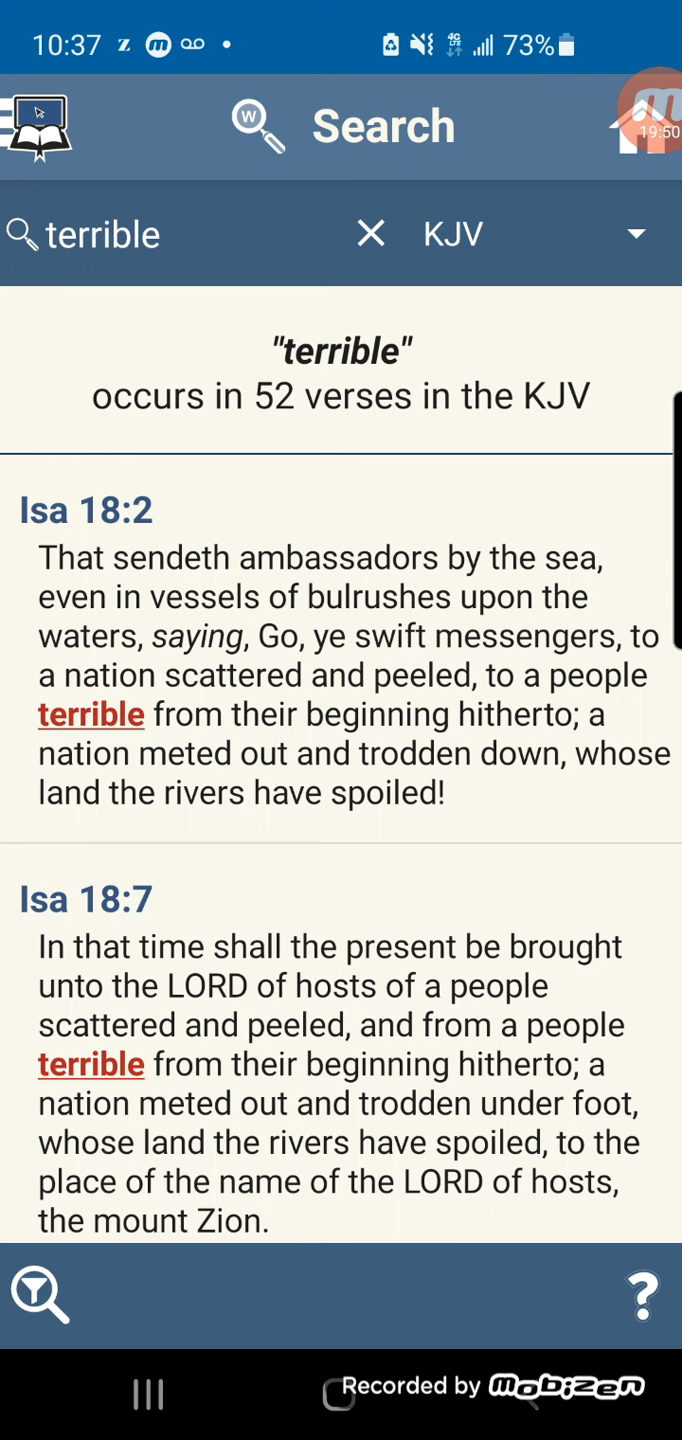 10:37 z m 73%
4G LTE
W Search
19:50
terrible KJV
"terrible"
occurs in 52 verses in the KJV
Isa 18:2
That sendeth ambassadors by the sea,
even in vessels of bulrushes upon the
waters, saying, Go, ye swift messengers, to
a nation scattered and peeled, to a people
terrible from their beginning hitherto; a
nation meted out and trodden down, whose
land the rivers have spoiled!
Isa 18:7
In that time shall the present be brought
unto the LORD of hosts of a people
scattered and peeled, and from a people
terrible from their beginning hitherto; a
nation meted out and trodden under foot,
whose land the rivers have spoiled, to the
place of the name of the LORD of hosts,
the mount Zion.
?
Recorded by mobizen